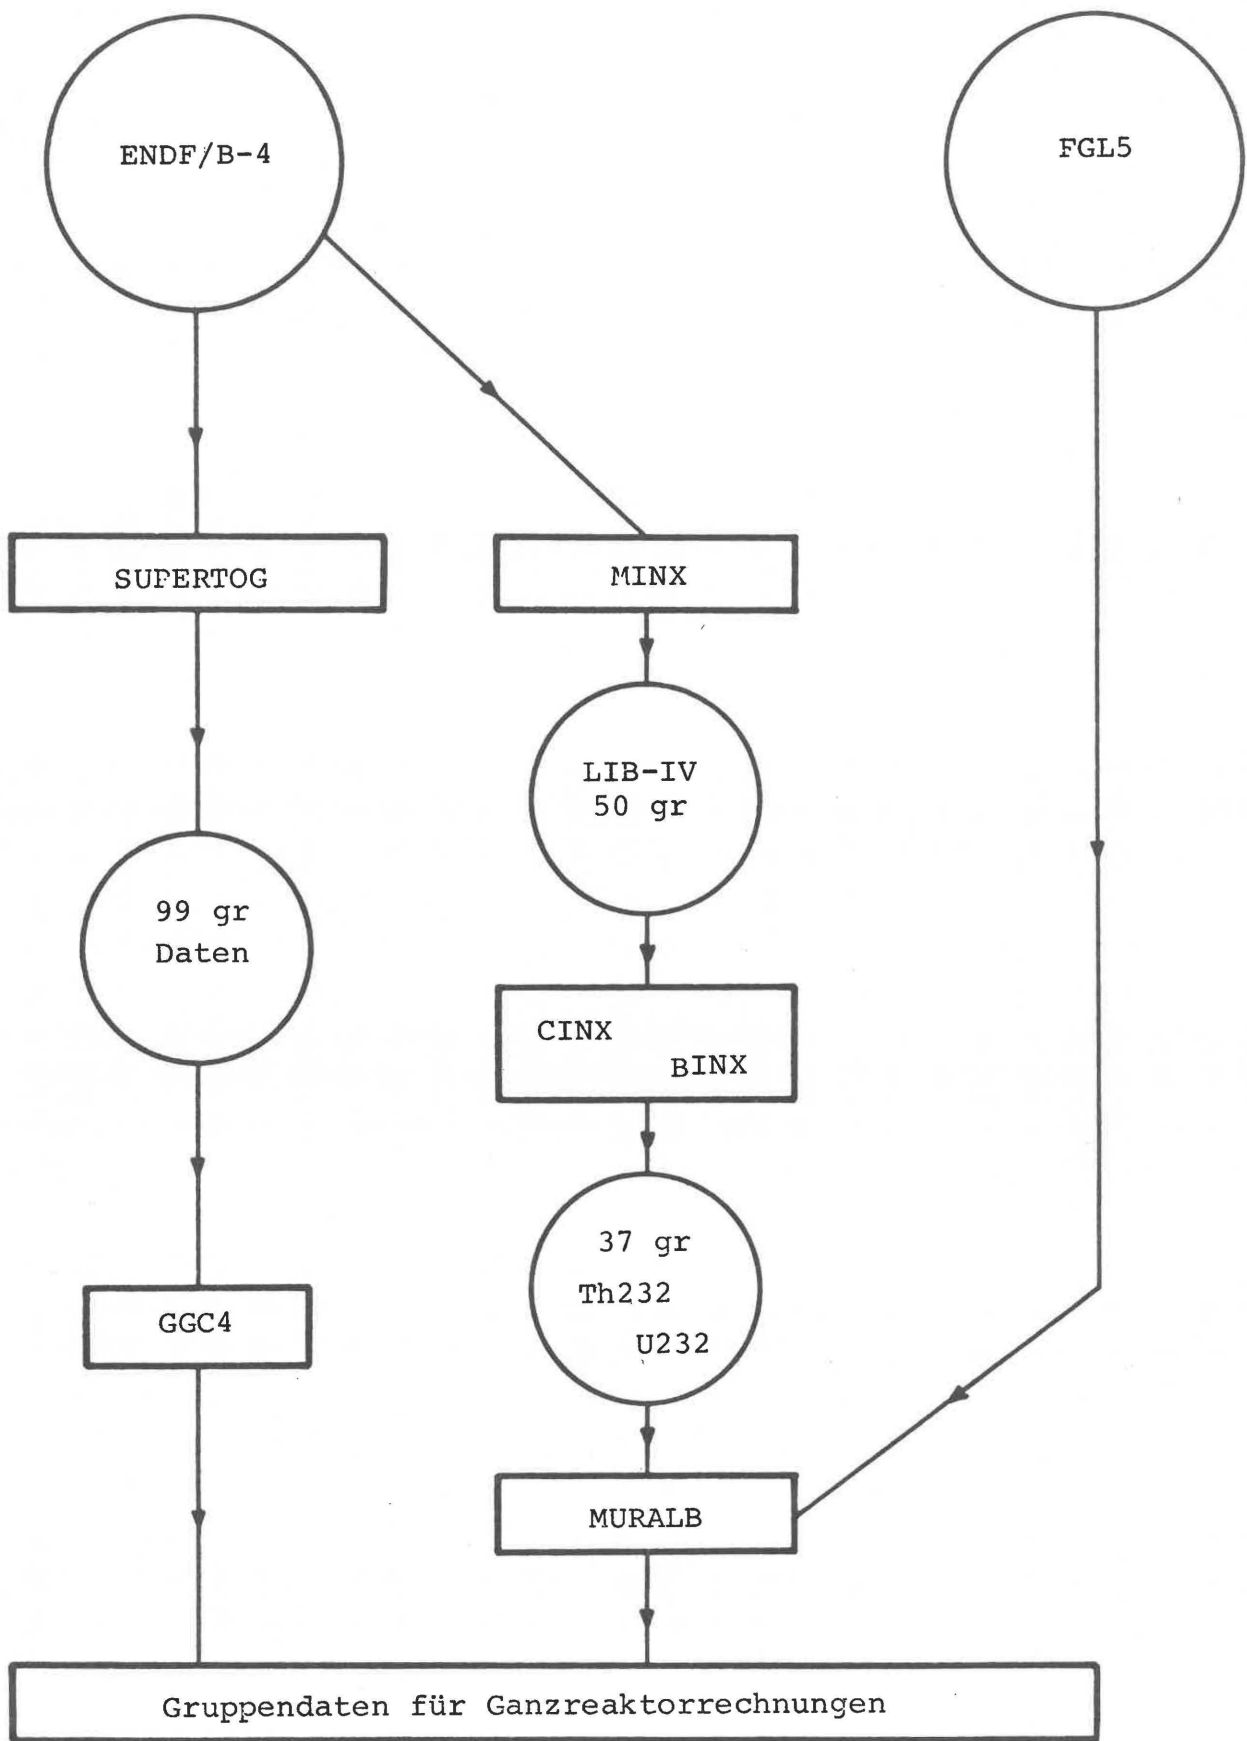 ENDF/B-4
FGL5
SUPERTOG
MINX
LIB-IV
50 gr
99 gr
Daten
CINX
BINX
37 gr
Th232
U232
GGC4
MURALB
Gruppendaten für Ganzreaktorrechnungen